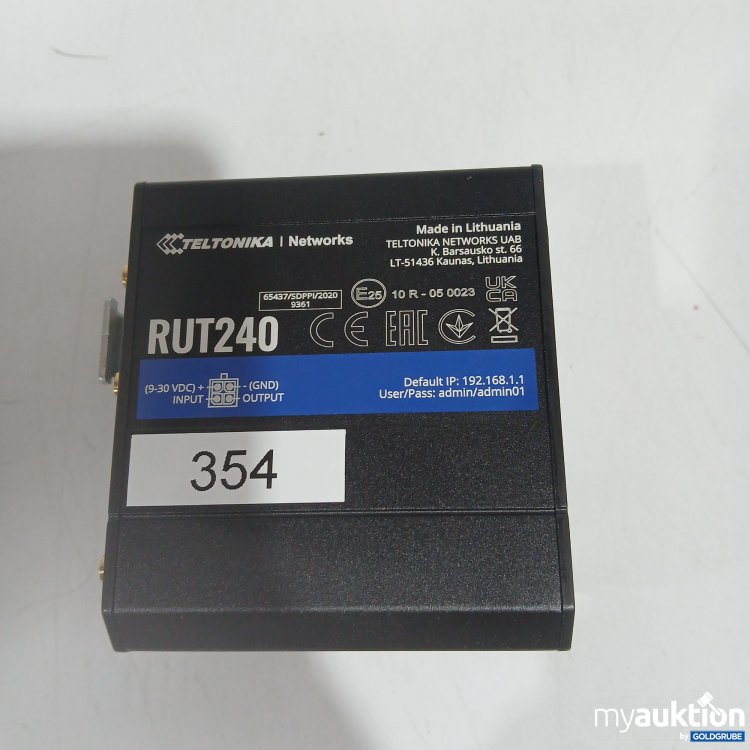 TELTONIKA | Networks
Made in Lithuania
TELTONIKA NETWORKS UAB
K. Barsausko st. 66
LT-51436 Kaunas, Lithuania
65437/SDPPI/2020
9361
E25
10 R - 05 0023
UK
CA
RUT240
CE EAC
(9-30 VDC) + - (GND)
INPUT OUTPUT
Default IP: 192.168.1.1
User/Pass: admin/admin01
354
myauktion
by GOLDGRUBE